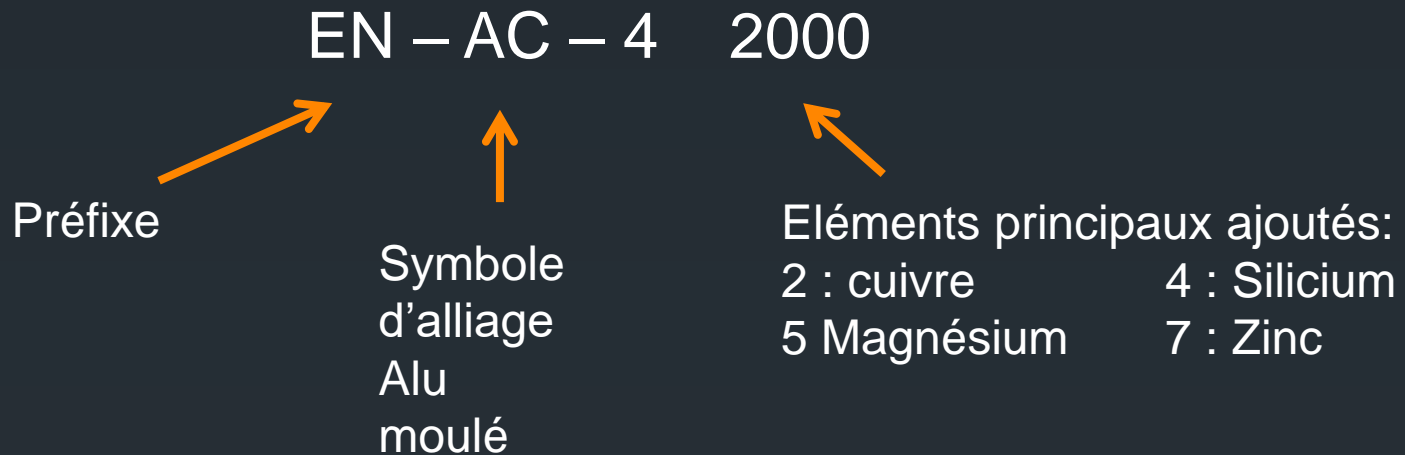 EN – AC – 4 2000
Préfixe
Symbole
d’alliage
Alu
moulé
Eléments principaux ajoutés:
2 : cuivre 4 : Silicium
5 Magnésium 7 : Zinc